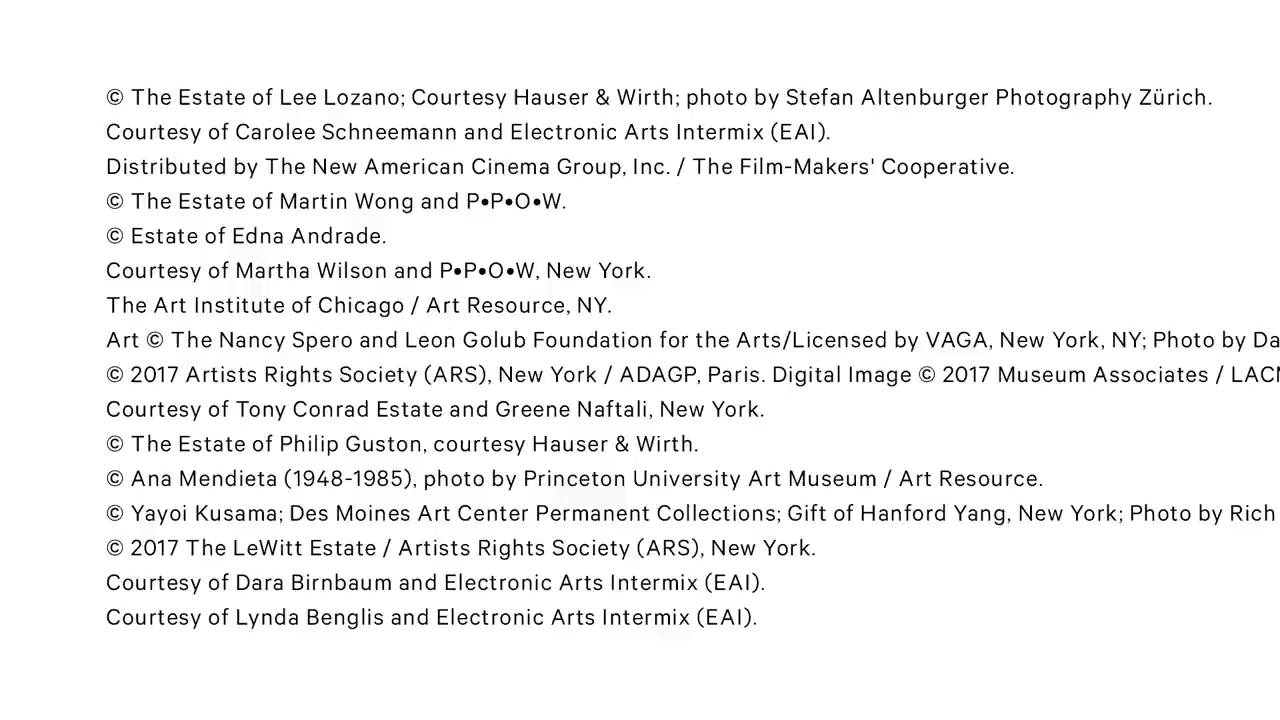 © The Estate of Lee Lozano; Courtesy Hauser & Wirth; photo by Stefan Altenburger Photography Zürich.
Courtesy of Carolee Schneemann and Electronic Arts Intermix (EAI).
Distributed by The New American Cinema Group, Inc. / The Film-Makers' Cooperative.
© The Estate of Martin Wong and P•P•O•W.
© Estate of Edna Andrade.
Courtesy of Martha Wilson and P•P•O•W, New York.
The Art Institute of Chicago / Art Resource, NY.
Art © The Nancy Spero and Leon Golub Foundation for the Arts/Licensed by VAGA, New York, NY; Photo by
© 2017 Artists Rights Society (ARS), New York / ADAGP, Paris. Digital Image © 2017 Museum Associates /
Courtesy of Tony Conrad Estate and Greene Naftali, New York.
© The Estate of Philip Guston, courtesy Hauser & Wirth.
© Ana Mendieta (1948-1985), photo by Princeton University Art Museum / Art Resource.
© Yayoi Kusama; Des Moines Art Center Permanent Collections; Gift of Hanford Yang, New York; Photo by Rich
© 2017 The LeWitt Estate / Artists Rights Society (ARS), New York.
Courtesy of Dara Birnbaum and Electronic Arts Intermix (EAI).
Courtesy of Lynda Benglis and Electronic Arts Intermix (EAI).